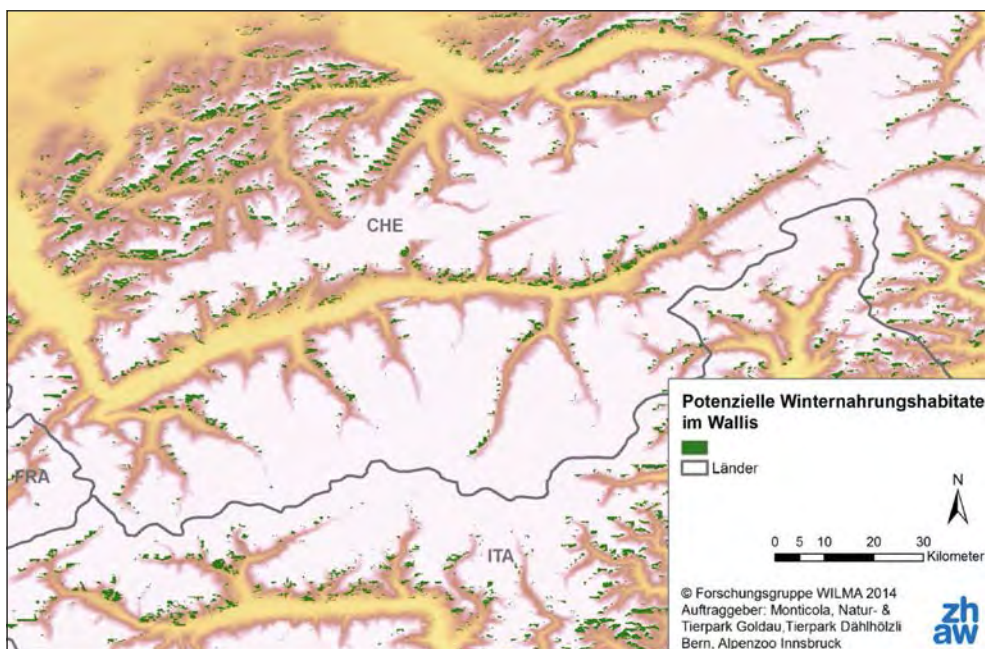 CHE
FRA
ITA
Potenzielle Winternahrungshabitate
im Wallis
Länder
N
0 5 10 20 30
Kilometer
© Forschungsgruppe WILMA 2014
Auftraggeber: Monticola, Natur- &
Tierpark Goldau,Tierpark Dählhölzli
Bern, Alpenzoo Innsbruck
zh
aw